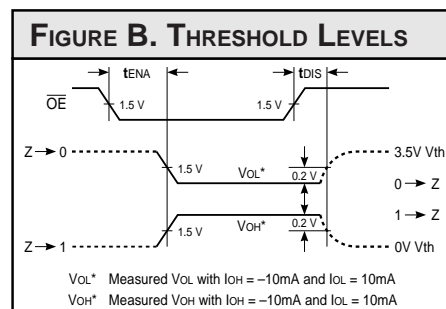 FIGURE B. THRESHOLD LEVELS
tENA tDIS
OE 1.5 V 1.5 V
Z → 0 3.5V Vth
1.5 V VOL* 0.2 V 0 → Z
VOH* 0.2 V 1 → Z
1.5 V
Z → 1 0V Vth
VOL* Measured VOL with IOH = –10mA and IOL = 10mA
VOH* Measured VOH with IOH = –10mA and IOL = 10mA